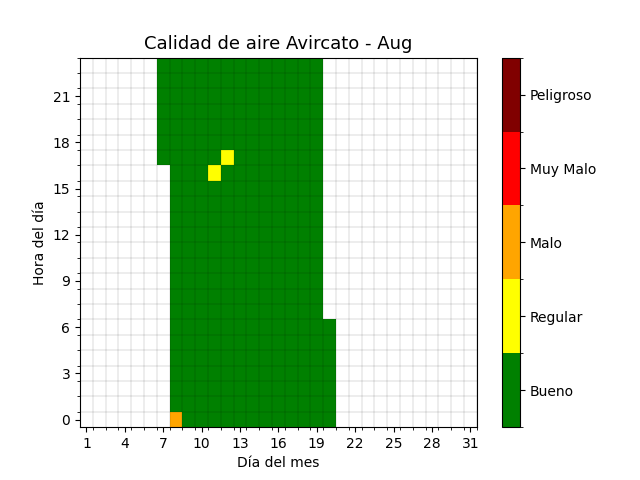 Calidad de aire Avircato - Aug
Hora del día
21
18
15
12
9
6
3
0
1 4 7 10 13 16 19 22 25 28 31
Día del mes
Peligroso
Muy Malo
Malo
Regular
Bueno